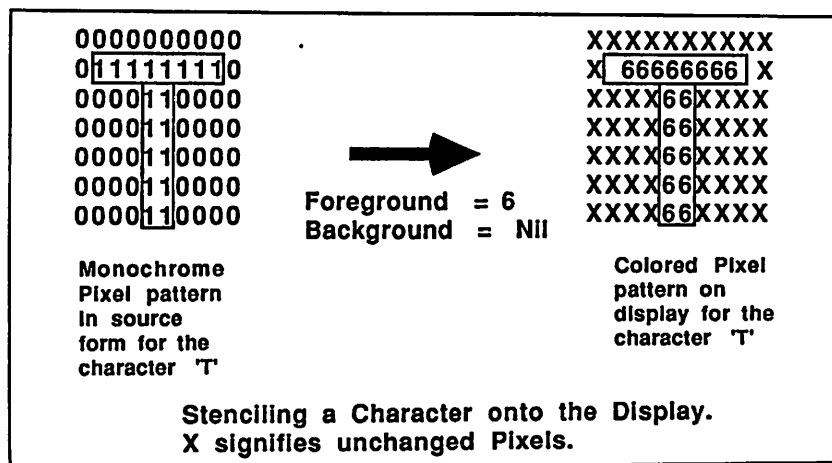 0000000000
0111111110
0000110000
0000110000
0000110000
0000110000
0000110000
Monochrome
Pixel pattern
in source
form for the
character 'T'
Foreground = 6
Background = Nil
XXXXXXXXXX
X 66666666 X
XXXX66XXXX
XXXX66XXXX
XXXX66XXXX
XXXX66XXXX
XXXX66XXXX
Colored Pixel
pattern on
display for the
character 'T'
Stenciling a Character onto the Display.
X signifies unchanged Pixels.